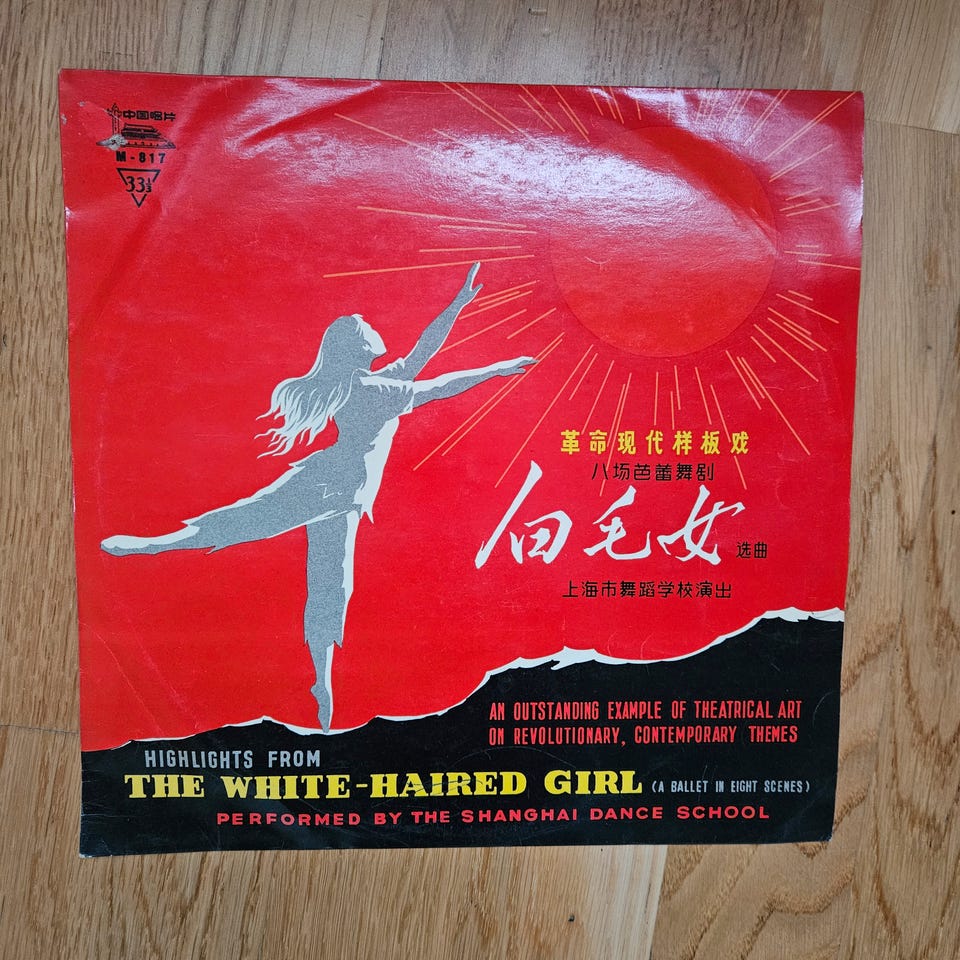 中国唱片
M-817
33⅓
革命现代样板戏
八场芭蕾舞剧
白毛女 选曲
上海市舞蹈学校演出
AN OUTSTANDING EXAMPLE OF THEATRICAL ART
ON REVOLUTIONARY, CONTEMPORARY THEMES
HIGHLIGHTS FROM
THE WHITE-HAIRED GIRL (A BALLET IN EIGHT SCENES)
PERFORMED BY THE SHANGHAI DANCE SCHOOL